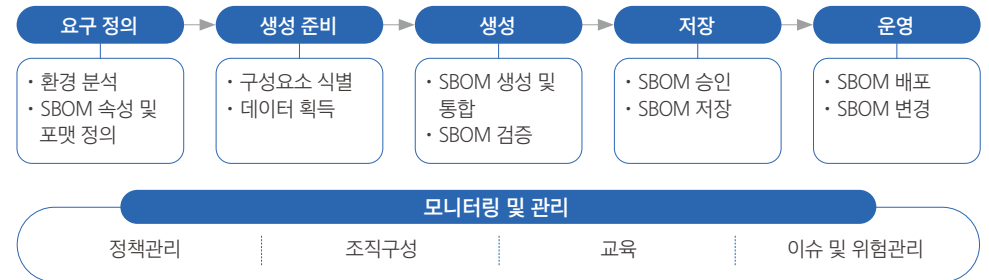 요구 정의
생성 준비
생성
저장
운영
· 환경 분석
· SBOM 속성 및
포맷 정의
· 구성요소 식별
· 데이터 획득
· SBOM 생성 및
통합
· SBOM 검증
· SBOM 승인
· SBOM 저장
· SBOM 배포
· SBOM 변경
모니터링 및 관리
정책관리
조직구성
교육
이슈 및 위험관리